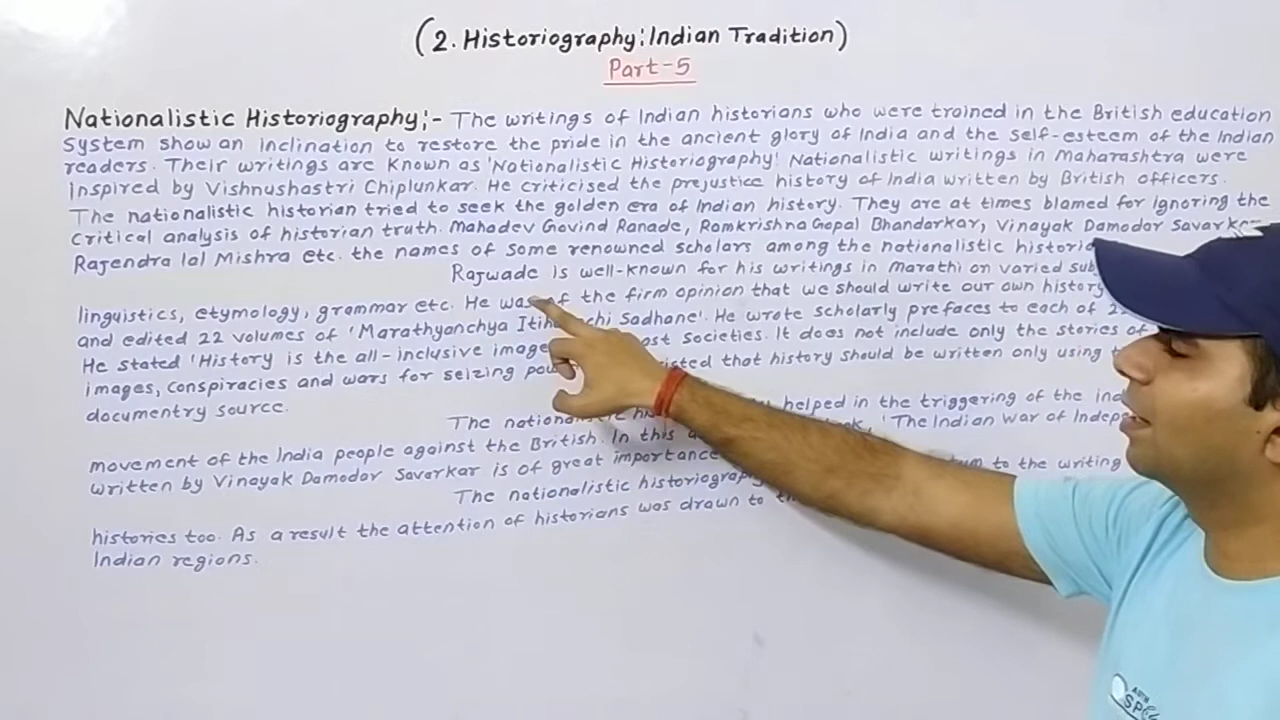 (2. Historiography: Indian Tradition)
Part-5
Nationalistic Historiography:- The writings of Indian historians who were trained in the British education
System show an inclination to restore the pride in the ancient glory of India and the self-esteem of the Indian
readers. Their writings are Known as 'Nationalistic Historiography'. Nationalistic writings in Maharashtra were
inspired by Vishnushastri Chiplunkar. He criticised the prejustice history of India written by British officers.
The nationalistic historian tried to seek the golden era of Indian history. They are at times blamed for ignoring the
critical analysis of historian truth. Mahadev Govind Ranade, Romkrishna Gopal Bhandarkar, Vinayak Damodar Savarkar
Rajendra lal Mishra etc. the names of some renowned scholars among the nationalistic
Rajwade is well-known for his writings in Marathi on varied
linguistics, etymology, grammar etc. He was of the firm opinion that we should write our own history
and edited 22 volumes of 'Marathyanchya Sadhane'. He wrote scholarly prefaces to each of
He stated 'History is the all-inclusive image Societies. It does not include only the stories of
images, conspiracies and wars for seizing that history should be written only using
documentry source.
The helped in the triggering of the
movement of the India people against the British. In this 'The Indian War of
written by Vinayak Damodar Savarkar is of great importance to the writing
The nationalistic
histories too. As a result the attention of historians was drawn to
Indian regions.